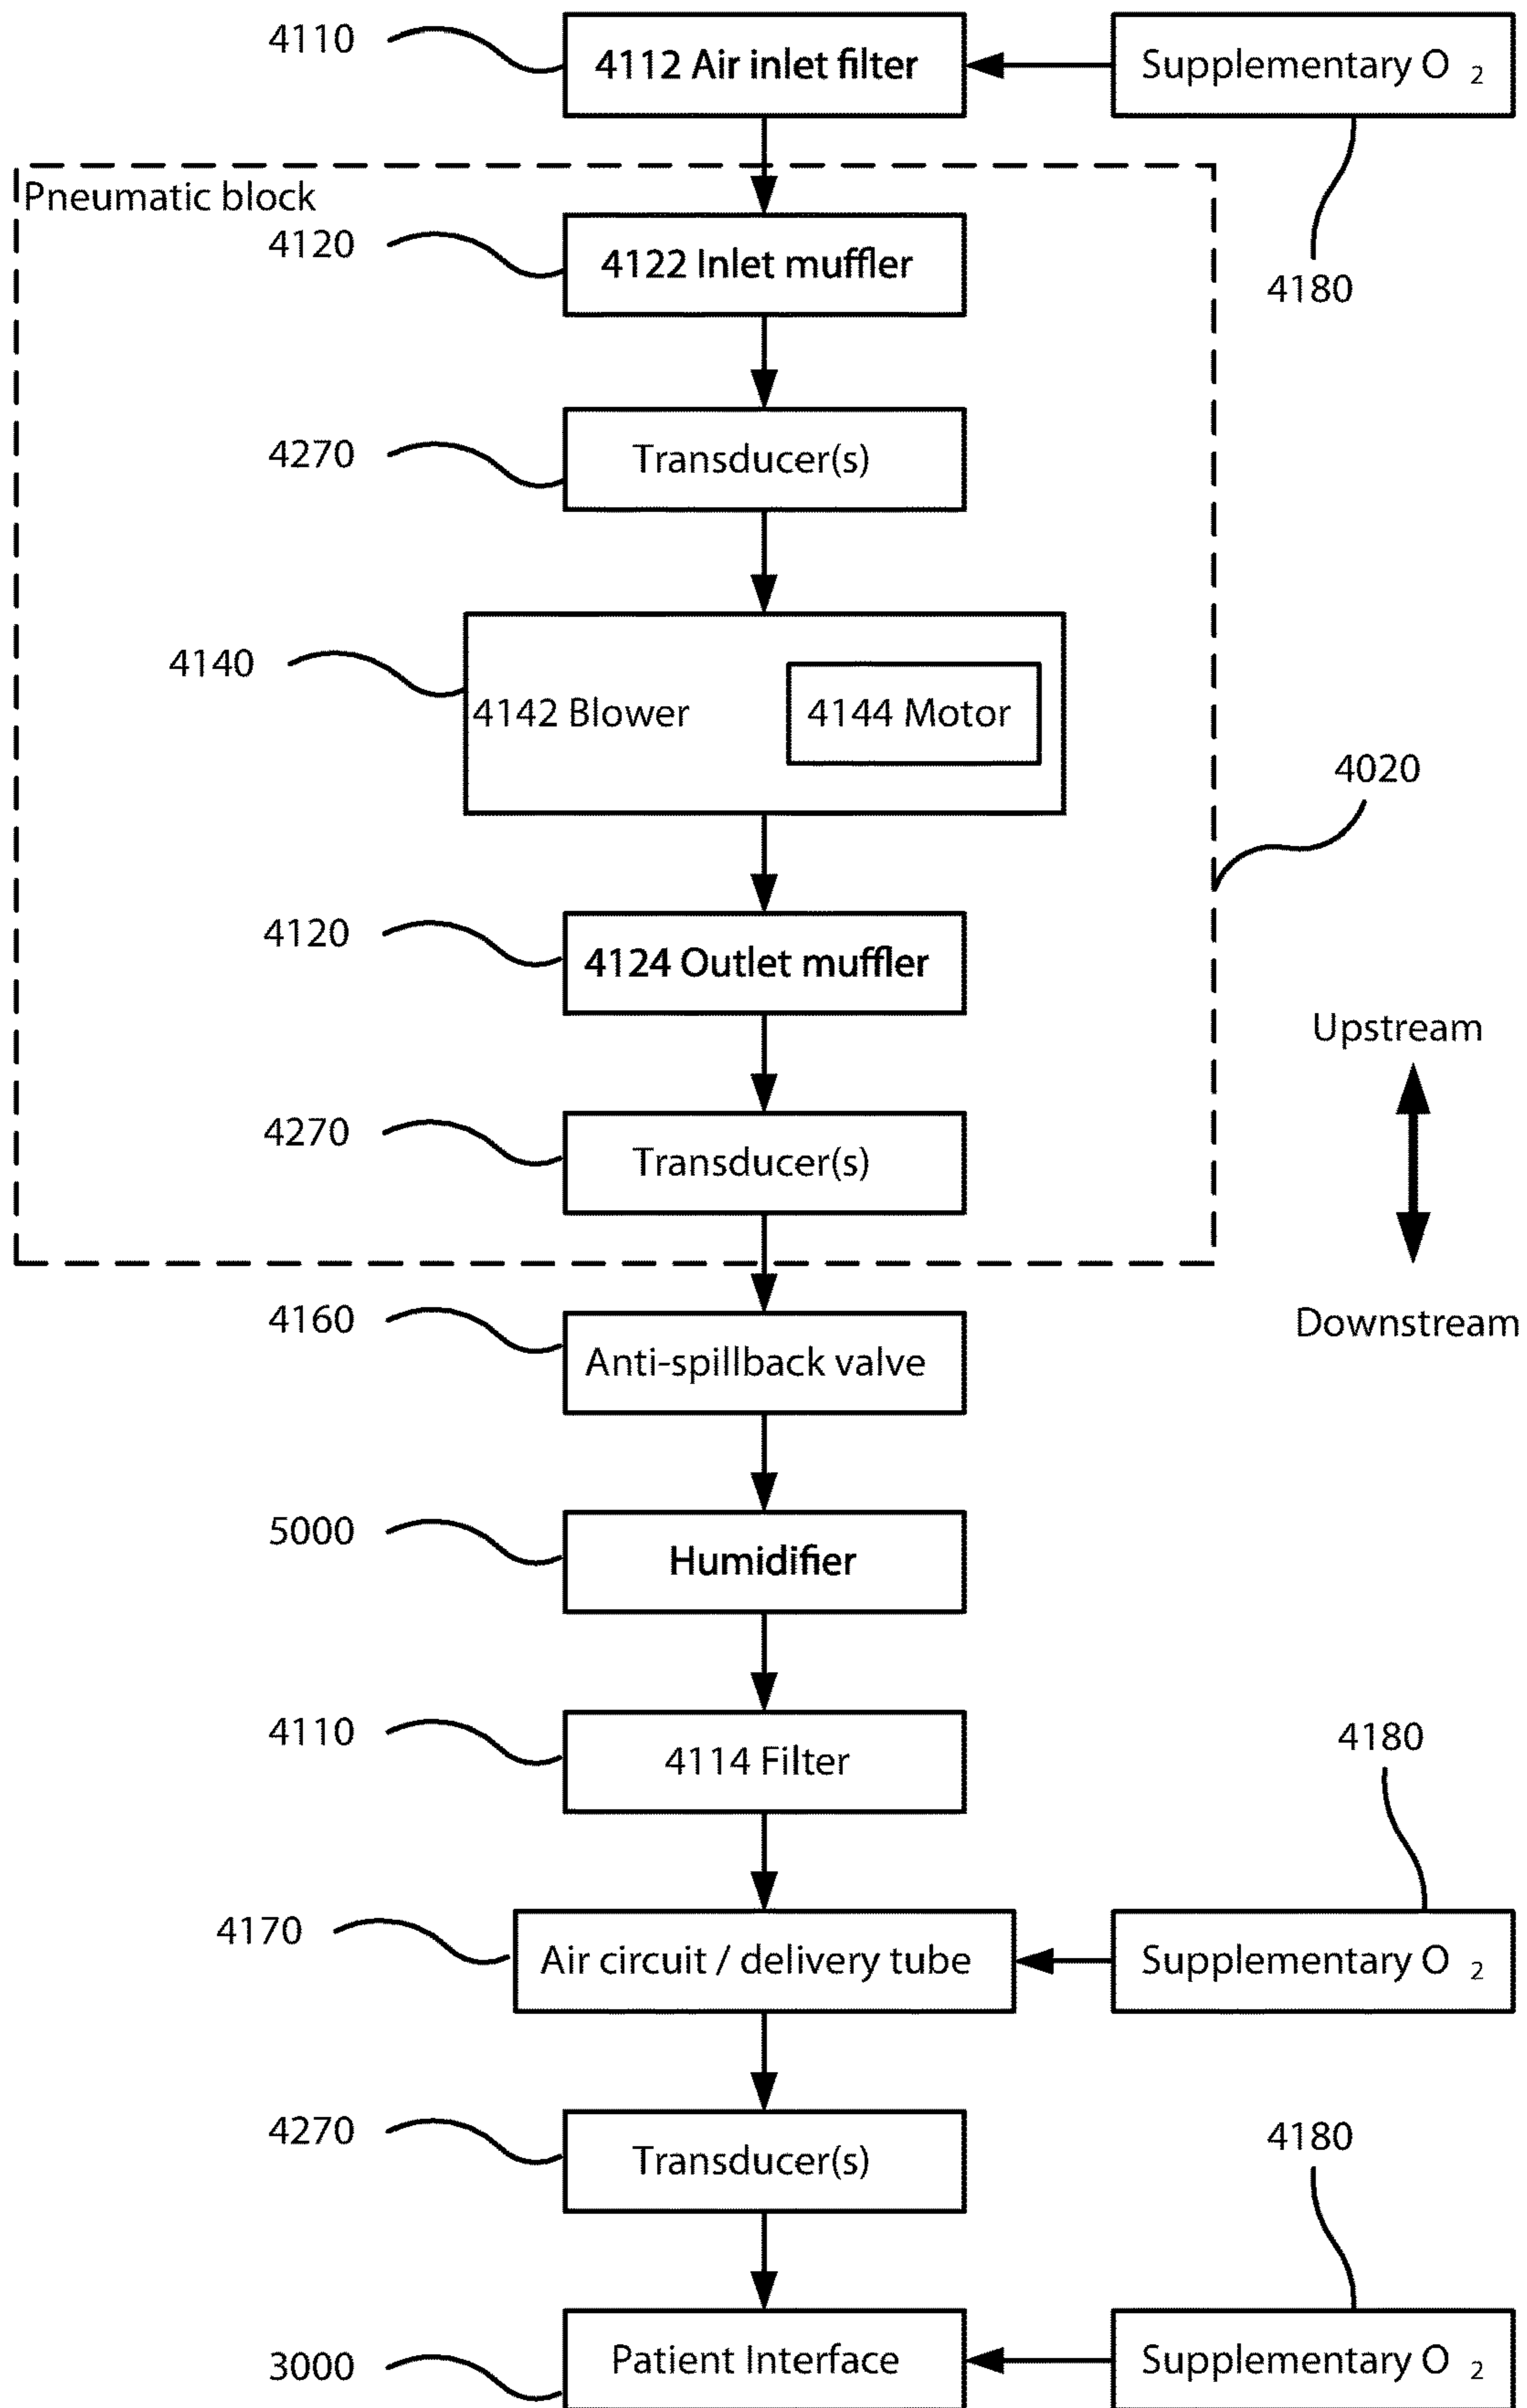 4110
4112 Air inlet filter
Supplementary O 2
Pneumatic block
4120
4122 Inlet muffler
4180
4270
Transducer(s)
4140
4142 Blower
4144 Motor
4020
4120
4124 Outlet muffler
Upstream
4270
Transducer(s)
4160
Downstream
Anti-spillback valve
5000
Humidifier
4110
4114 Filter
4180
4170
Air circuit / delivery tube
Supplementary O 2
4270
Transducer(s)
4180
3000
Patient Interface
Supplementary O 2